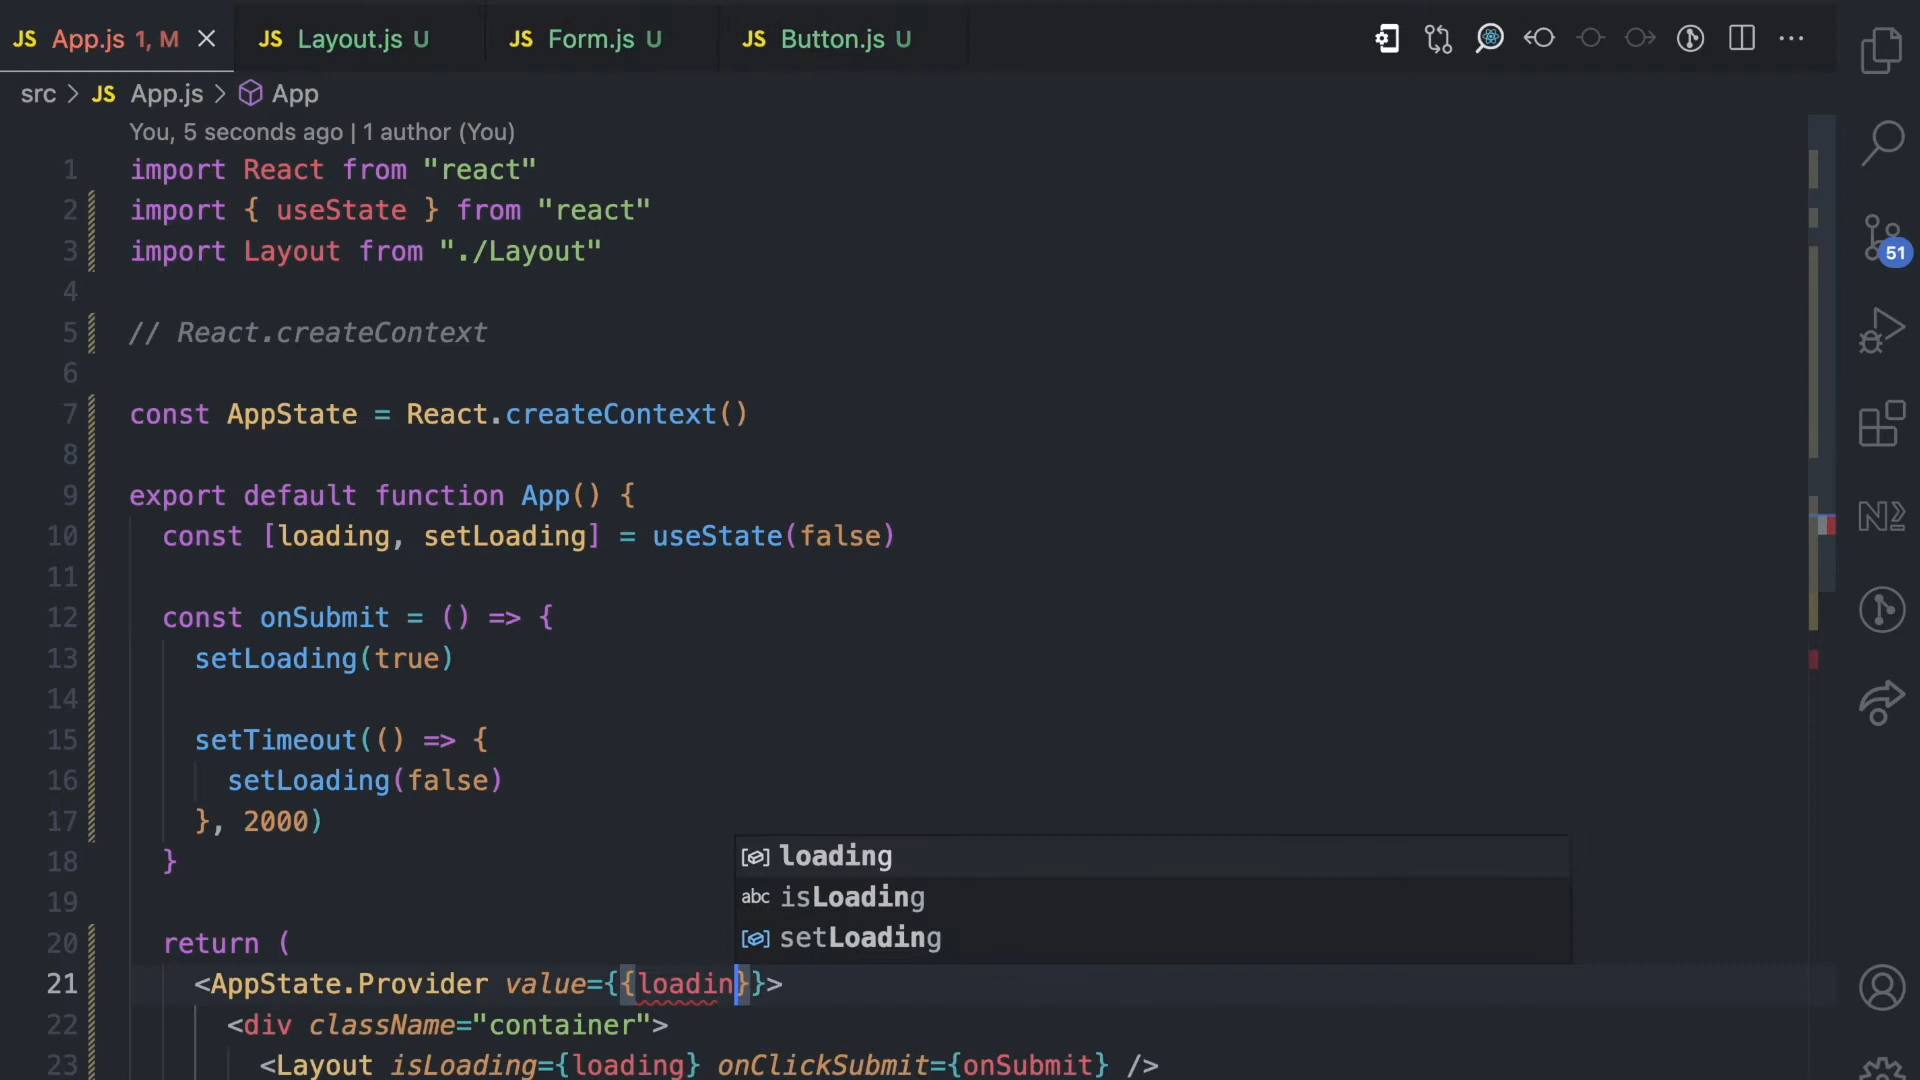 JS App.js 1, M
JS Layout.js U
JS Form.js U
JS Button.js U
src > JS App.js > App
You, 5 seconds ago | 1 author (You)
1 import React from "react"
2 import { useState } from "react"
3 import Layout from "./Layout"
4
5 // React.createContext
6
7 const AppState = React.createContext()
8
9 export default function App() {
10 const [loading, setLoading] = useState(false)
11
12 const onSubmit = () => {
13 setLoading(true)
14
15 setTimeout(() => {
16 setLoading(false)
17 }, 2000)
18 }
19
20 return (
21 <AppState.Provider value={{loadin}}>
22 <div className="container">
23 <Layout isLoading={loading} onClickSubmit={onSubmit} />
loading
abc isLoading
setLoading
51